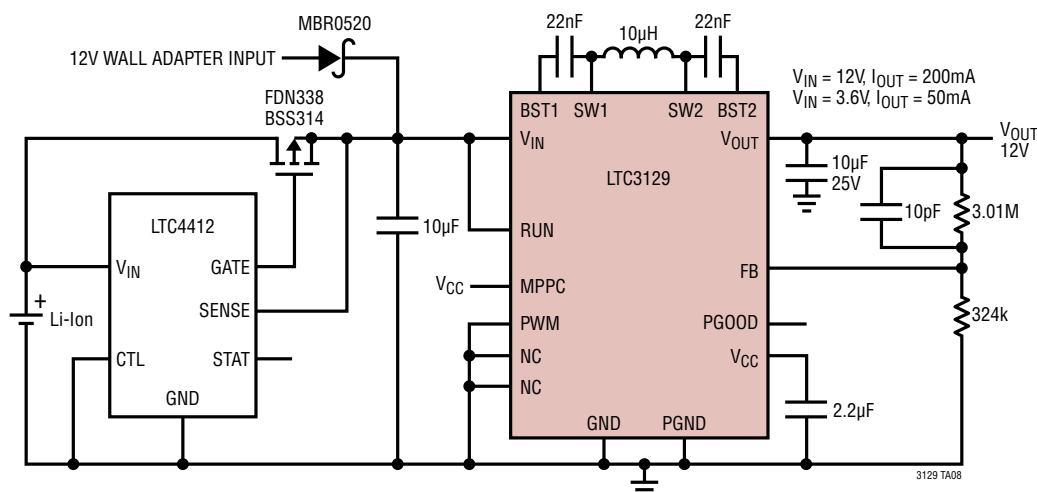 MBR0520
12V WALL ADAPTER INPUT
FDN338
BSS314
22nF
10µH
22nF
VIN = 12V, IOUT = 200mA
VIN = 3.6V, IOUT = 50mA
BST1 SW1 SW2 BST2
VIN
VOUT
LTC3129
RUN
VCC
MPPC
PWM
NC
NC
GND
PGND
FB
PGOOD
VCC
VOUT
12V
10µF
25V
10pF
3.01M
324k
2.2µF
10µF
LTC4412
VIN
GATE
SENSE
CTL
STAT
GND
+
Li-Ion
3129 TA08